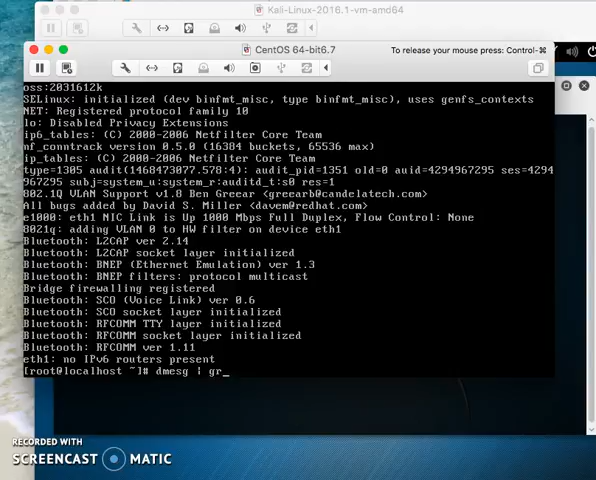 Kali-Linux-2016.1-vm-amd64
CentOS 64-bit6.7
To release your mouse press: Control-⌘
oss:2031612k
SELinux: initialized (dev binfmt_misc, type binfmt_misc), uses genfs_contexts
NET: Registered protocol family 10
lo: Disabled Privacy Extensions
ip6_tables: (C) 2000-2006 Netfilter Core Team
nf_conntrack version 0.5.0 (16384 buckets, 65536 max)
ip_tables: (C) 2000-2006 Netfilter Core Team
type=1305 audit(1468473077.578:4): audit_pid=1351 old=0 auid=4294967295 ses=4294
967295 subj=system_u:system_r:auditd_t:s0 res=1
802.1Q VLAN Support v1.8 Ben Greear <greearb@candelatech.com>
All bugs added by David S. Miller <davem@redhat.com>
e1000: eth1 NIC Link is Up 1000 Mbps Full Duplex, Flow Control: None
8021q: adding VLAN 0 to HW filter on device eth1
Bluetooth: L2CAP ver 2.14
Bluetooth: L2CAP socket layer initialized
Bluetooth: BNEP (Ethernet Emulation) ver 1.3
Bluetooth: BNEP filters: protocol multicast
Bridge firewalling registered
Bluetooth: SCO (Voice Link) ver 0.6
Bluetooth: SCO socket layer initialized
Bluetooth: RFCOMM TTY layer initialized
Bluetooth: RFCOMM socket layer initialized
Bluetooth: RFCOMM ver 1.11
eth1: no IPv6 routers present
[root@localhost ~]# dmesg | gr_
RECORDED WITH
SCREENCAST MATIC